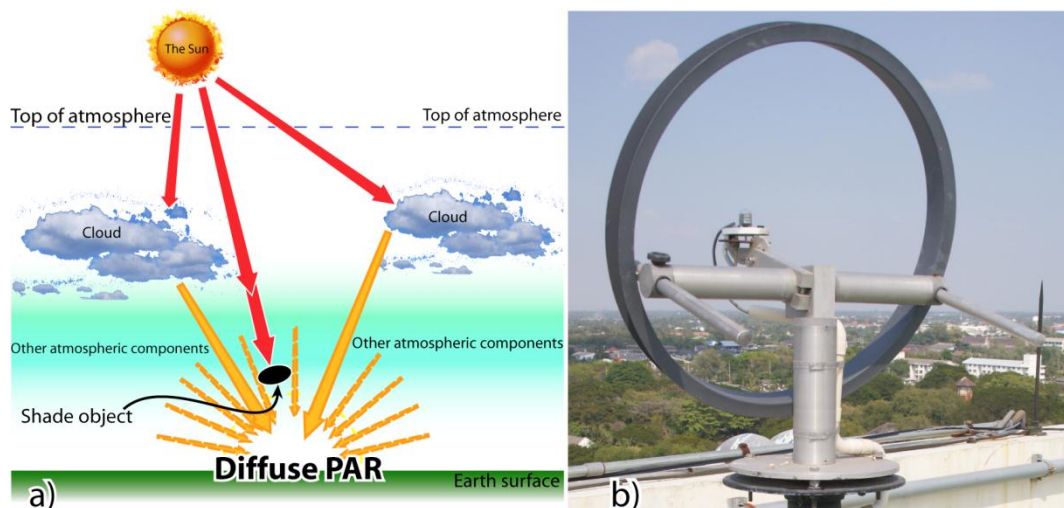 The Sun
Top of atmosphere
Top of atmosphere
Cloud
Cloud
Other atmospheric components
Other atmospheric components
Shade object
Diffuse PAR
Earth surface
a)
b)